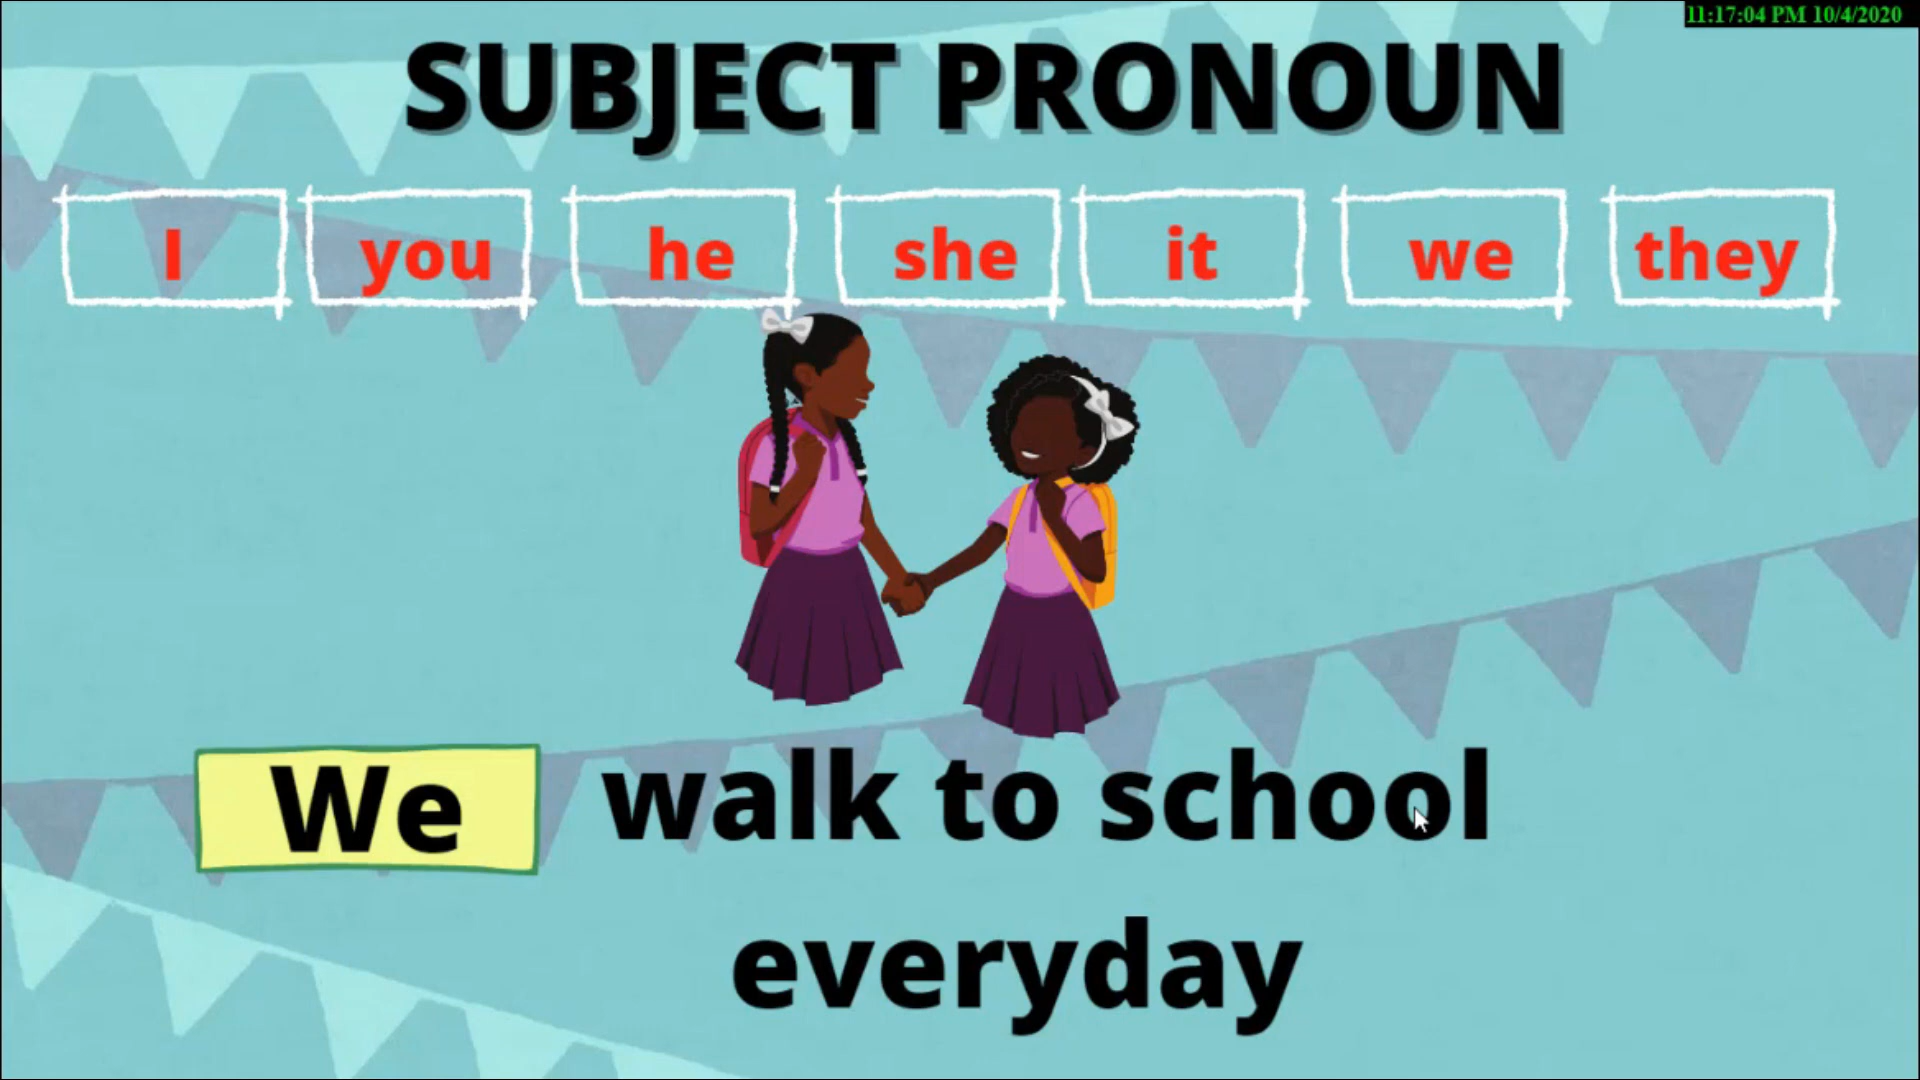 11:17:04 PM 10/4/2020
SUBJECT PRONOUN
I you he she it we they
We walk to school
everyday